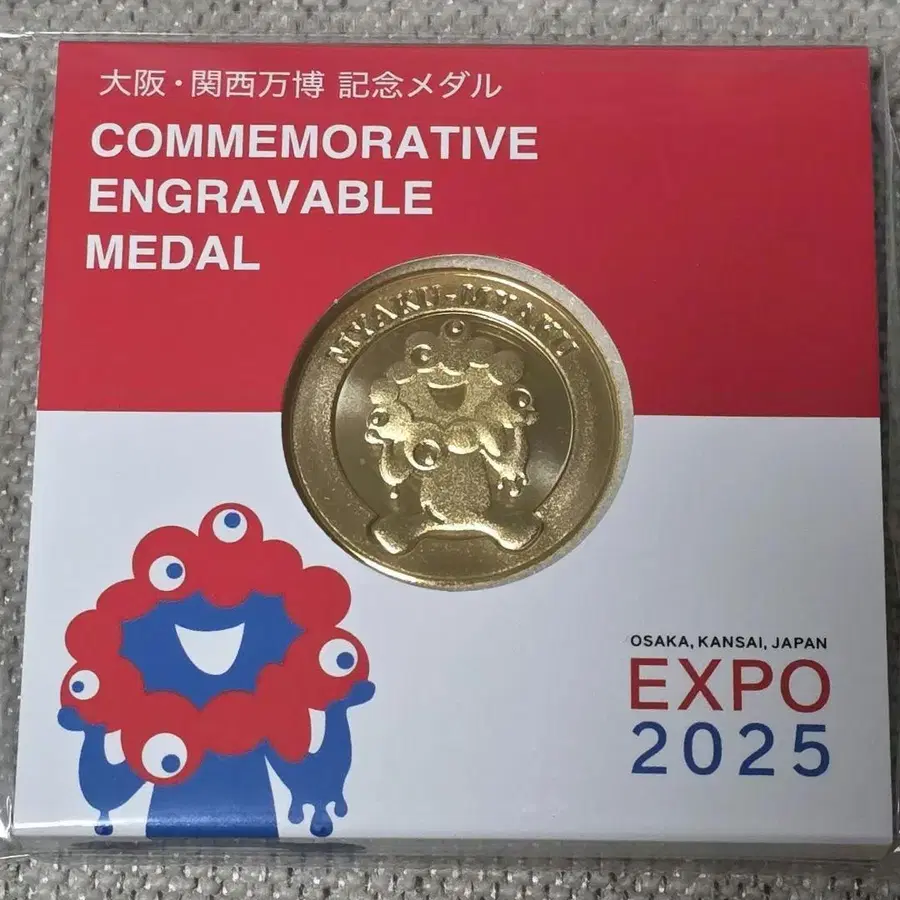 大阪・関西万博 記念メダル
COMMEMORATIVE
ENGRAVABLE
MEDAL
MYAKU-MYAKU
OSAKA, KANSAI, JAPAN
EXPO
2025